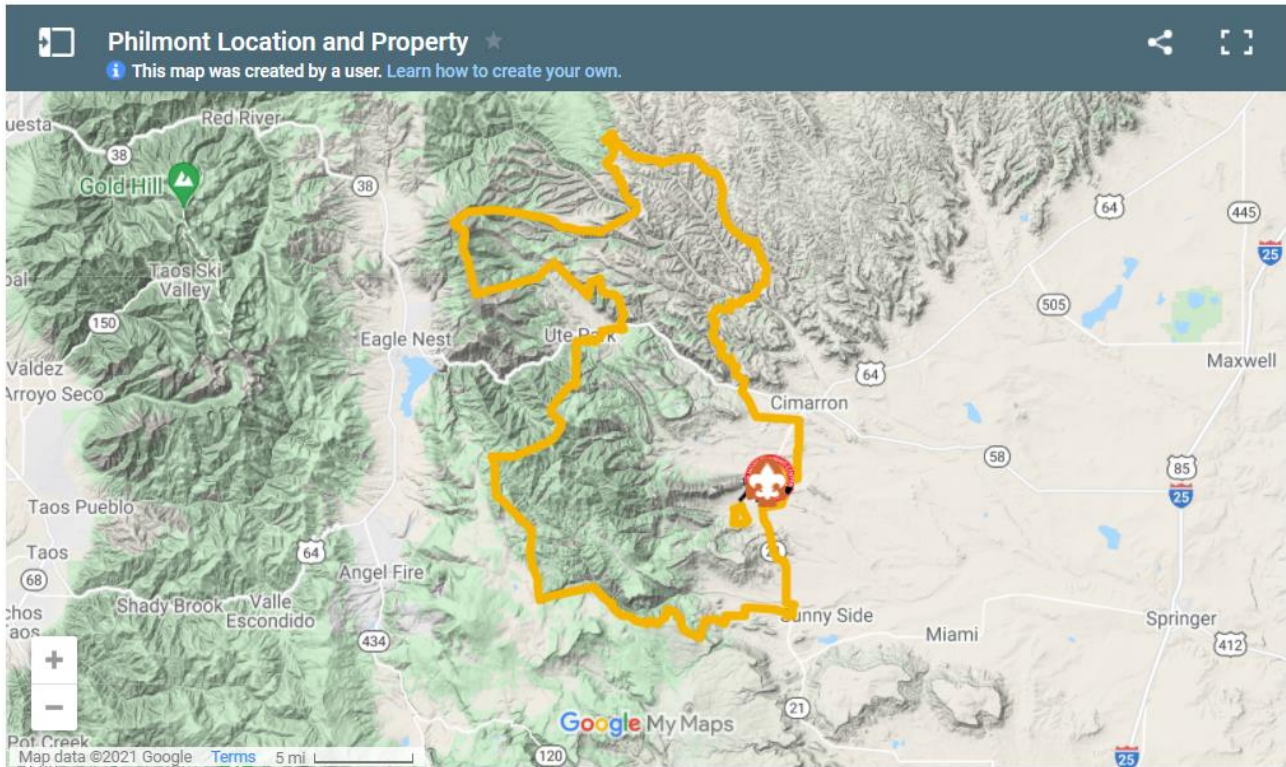 Philmont Location and Property
This map was created by a user. Learn how to create your own.
uesta
Red River
38
Gold Hill
38
64
445
25
Taos Ski
Valley
pal
150
505
Eagle Nest
Ute Park
Valdez
Arroyo Seco
64
Maxwell
Cimarron
58
85
25
Taos Pueblo
Taos
64
Angel Fire
68
Shady Brook
Valle
Escondido
chos
Taos
434
Sunny Side
Miami
Springer
412
21
Google My Maps
Pot Creek
Map data ©2021 Google Terms 5 mi
120
25